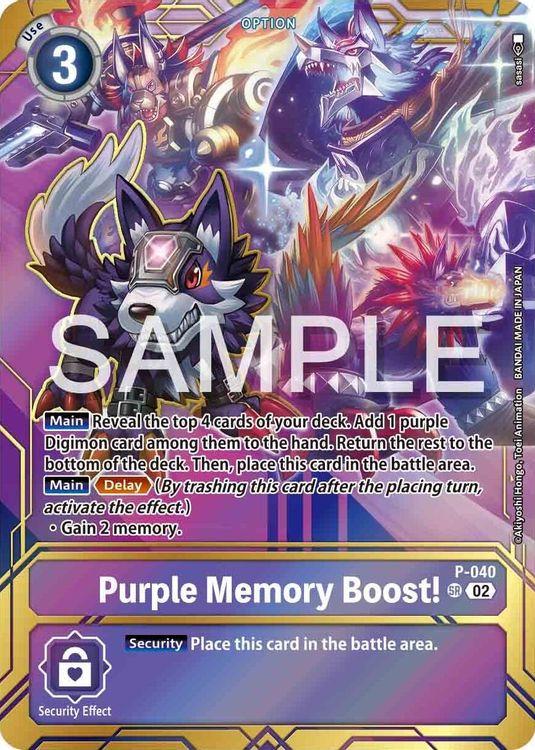 Use
3
OPTION
sasasi
SAMPLE
Main Reveal the top 4 cards of your deck. Add 1 purple
Digimon card among them to the hand. Return the rest to the
bottom of the deck. Then, place this card in the battle area.
Main Delay (By trashing this card after the placing turn,
activate the effect.)
・Gain 2 memory.
©Akiyoshi Hongo, Toei Animation BANDAI MADE IN JAPAN
P-040
Purple Memory Boost! SR 02
Security Place this card in the battle area.
Security Effect